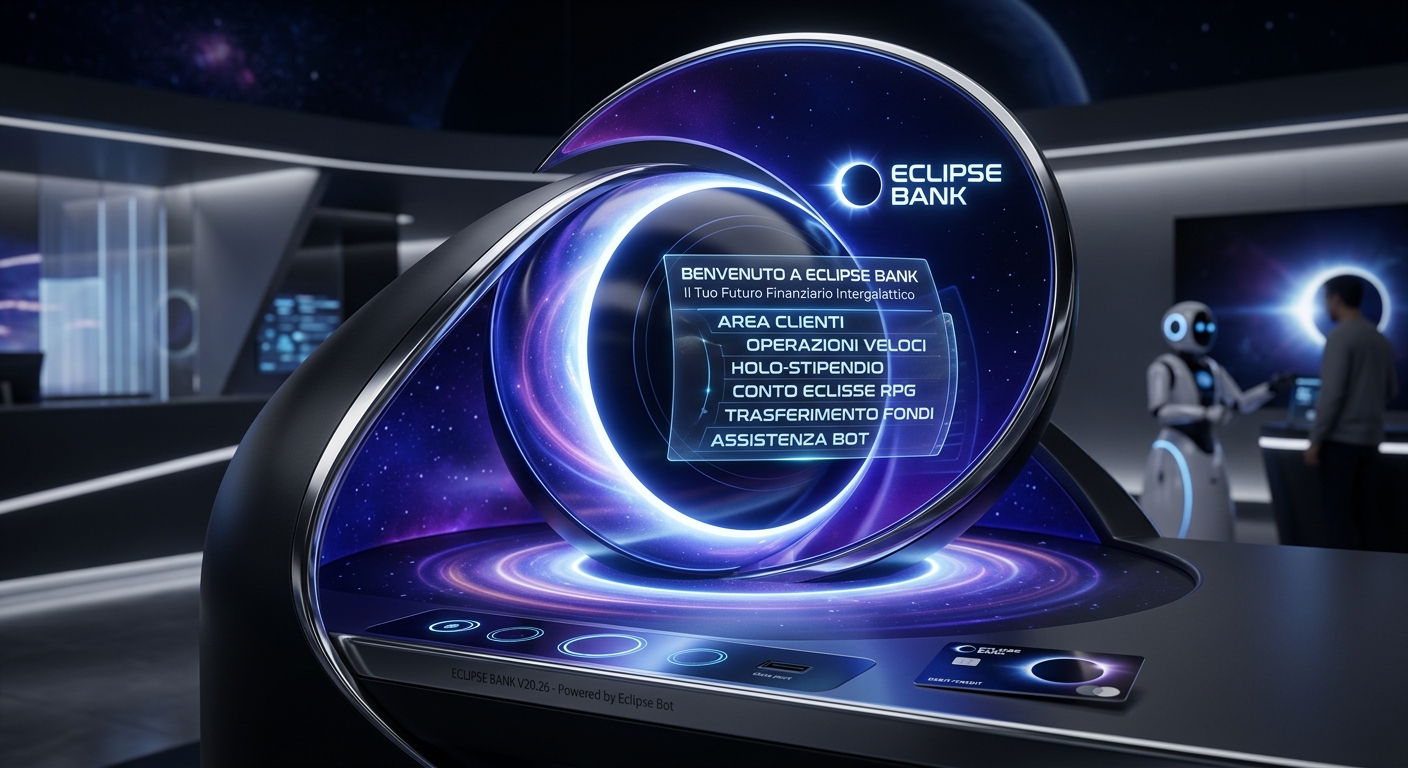 ECLIPSE
BANK
BENVENUTO A ECLIPSE BANK
Il Tuo Futuro Finanziario Intergalattico
AREA CLIENTI
OPERAZIONI VELOCI
HOLO-STIPENDIO
CONTO ECLISSE RPG
TRASFERIMENTO FONDI
ASSISTENZA BOT
ECLIPSE BANK V20.26 - Powered by Eclipse Bot
ECLIPSE